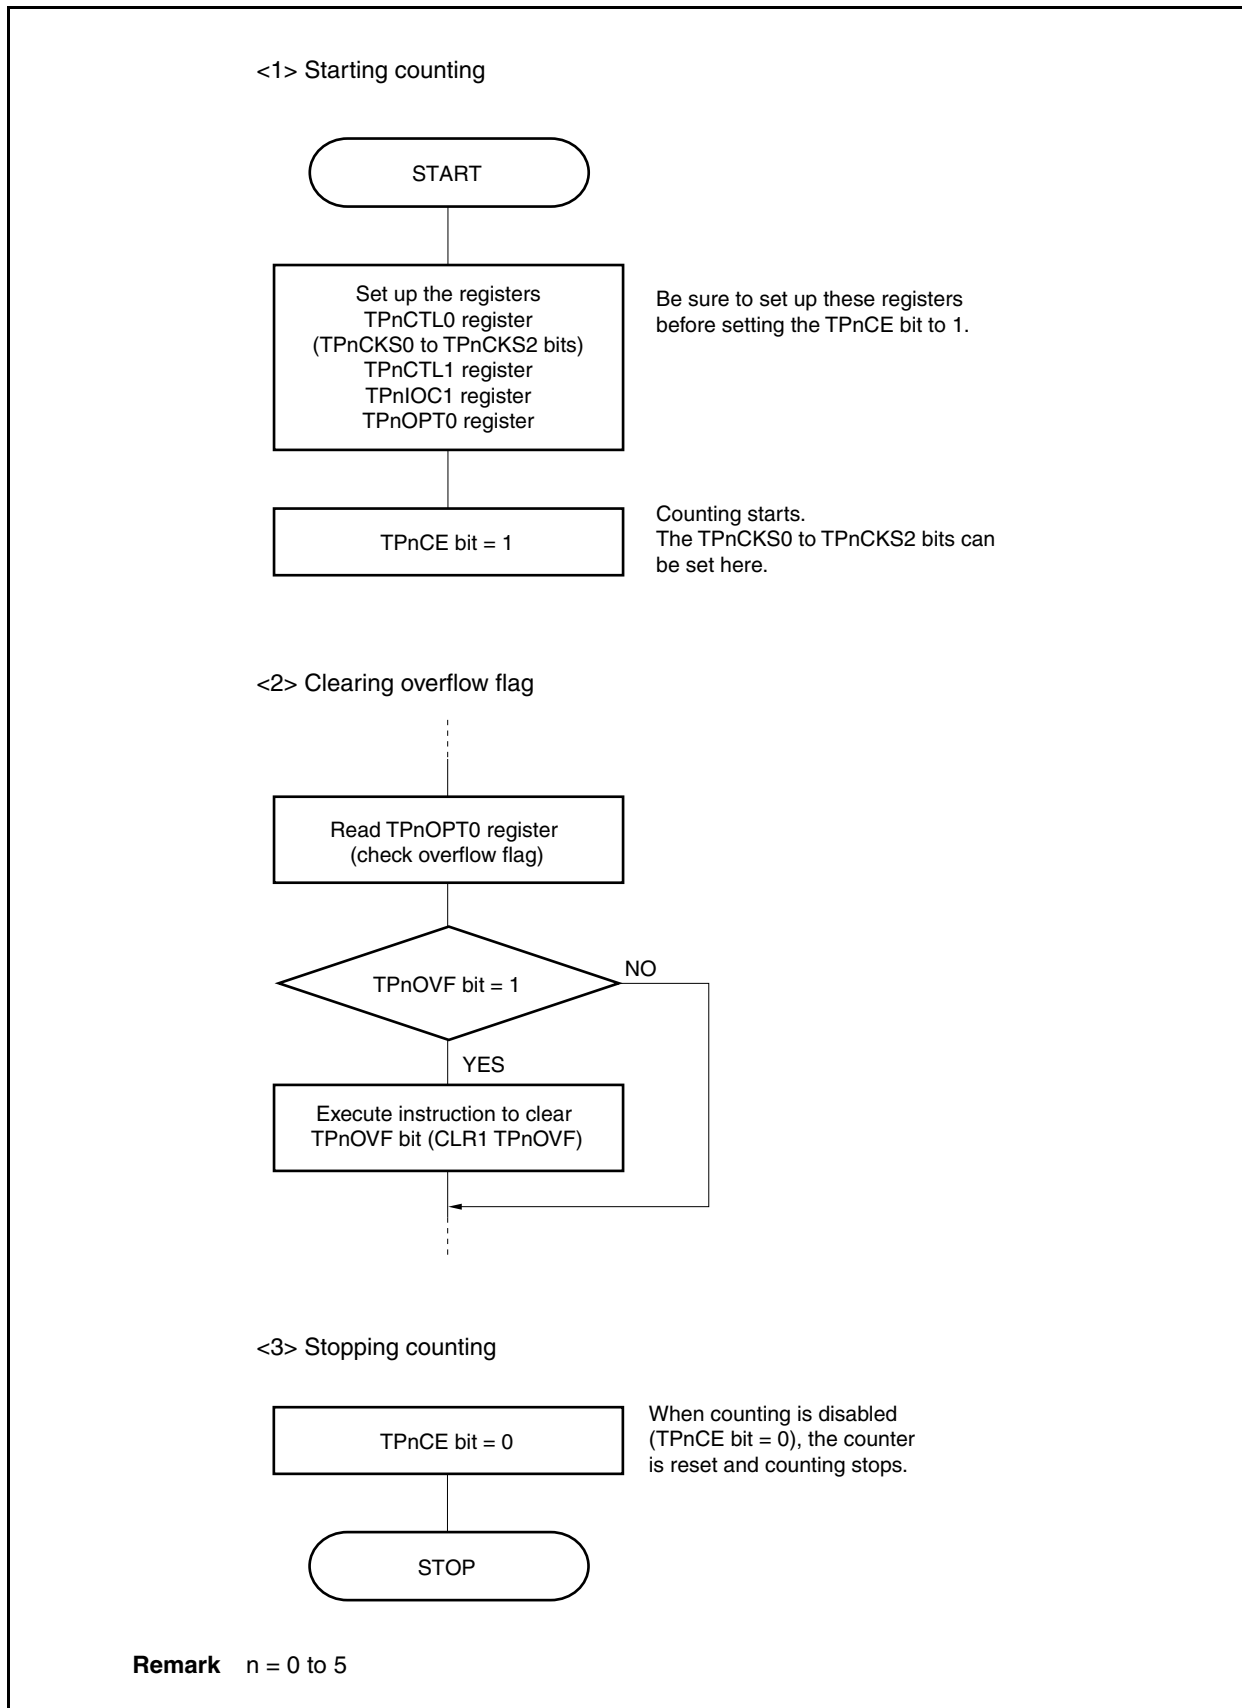 <1> Starting counting
START
Set up the registers
TPnCTL0 register
(TPnCKS0 to TPnCKS2 bits)
TPnCTL1 register
TPnIOC1 register
TPnOPT0 register
Be sure to set up these registers
before setting the TPnCE bit to 1.
TPnCE bit = 1
Counting starts.
The TPnCKS0 to TPnCKS2 bits can
be set here.
<2> Clearing overflow flag
Read TPnOPT0 register
(check overflow flag)
TPnOVF bit = 1
NO
YES
Execute instruction to clear
TPnOVF bit (CLR1 TPnOVF)
<3> Stopping counting
TPnCE bit = 0
When counting is disabled
(TPnCE bit = 0), the counter
is reset and counting stops.
STOP
Remark n = 0 to 5